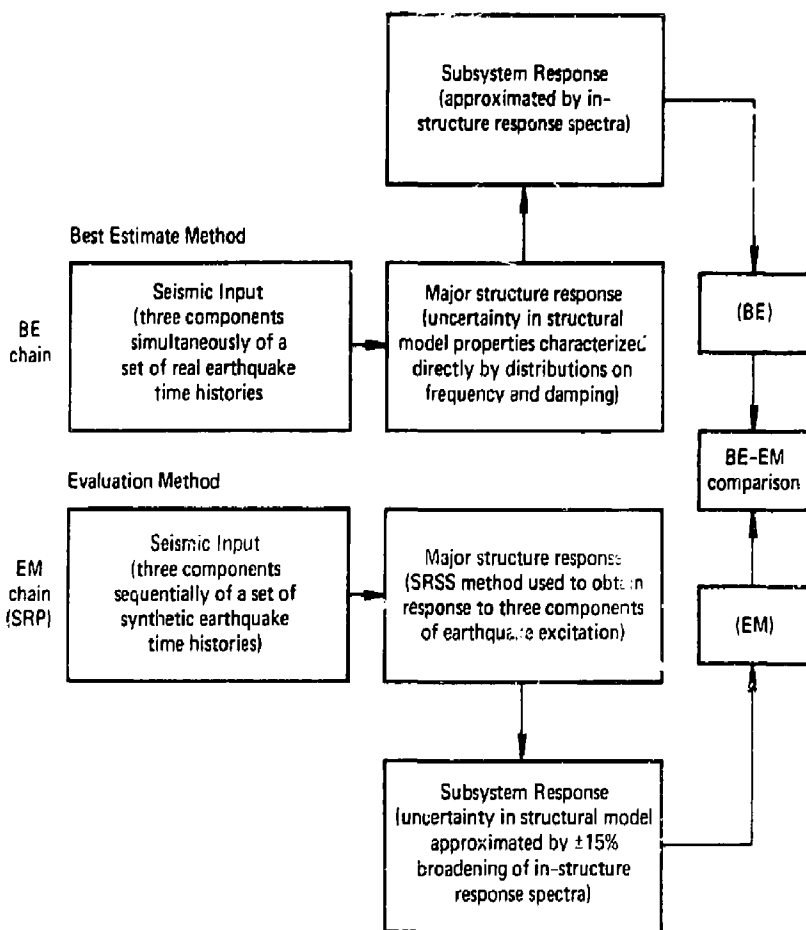 Subsystem Response
(approximated by in-
structure response spectra)
Best Estimate Method
BE
chain
Seismic Input
(three components
simultaneously of a
set of real earthquake
time histories
Major structure response
(uncertainty in structural
model properties characterized
directly by distributions on
frequency and damping)
(BE)
BE-EM
comparison
Evaluation Method
EM
chain
(SRP)
Seismic Input
(three components
sequentially of a set of
synthetic earthquake
time histories)
Major structure response
(SRSS method used to obtain
response to three components
of earthquake excitation)
(EM)
Subsystem Response
(uncertainty in structural model
approximated by ±15%
broadening of in-structure
response spectra)